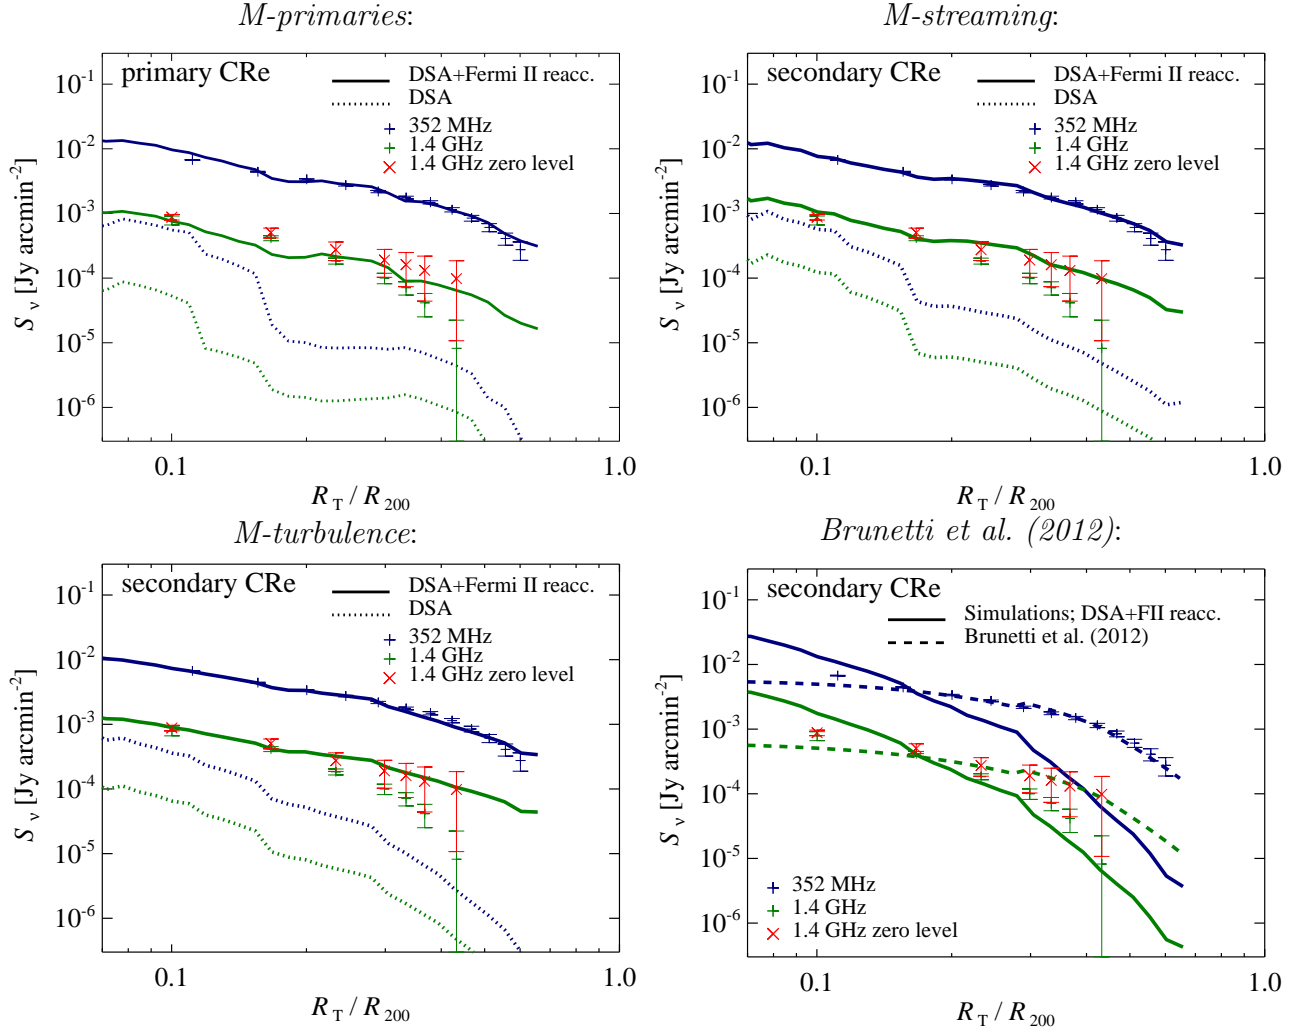 M-primaries:
primary CRe
DSA+Fermi II reacc.
DSA
352 MHz
1.4 GHz
1.4 GHz zero level
10⁻¹
10⁻²
10⁻³
10⁻⁴
10⁻⁵
10⁻⁶
S_ν [Jy arcmin⁻²]
0.1
1.0
R_T / R_200
M-streaming:
secondary CRe
DSA+Fermi II reacc.
DSA
352 MHz
1.4 GHz
1.4 GHz zero level
10⁻¹
10⁻²
10⁻³
10⁻⁴
10⁻⁵
10⁻⁶
S_ν [Jy arcmin⁻²]
0.1
1.0
R_T / R_200
M-turbulence:
secondary CRe
DSA+Fermi II reacc.
DSA
352 MHz
1.4 GHz
1.4 GHz zero level
10⁻¹
10⁻²
10⁻³
10⁻⁴
10⁻⁵
10⁻⁶
S_ν [Jy arcmin⁻²]
0.1
1.0
R_T / R_200
Brunetti et al. (2012):
secondary CRe
Simulations; DSA+FII reacc.
Brunetti et al. (2012)
352 MHz
1.4 GHz
1.4 GHz zero level
10⁻¹
10⁻²
10⁻³
10⁻⁴
10⁻⁵
10⁻⁶
S_ν [Jy arcmin⁻²]
0.1
1.0
R_T / R_200